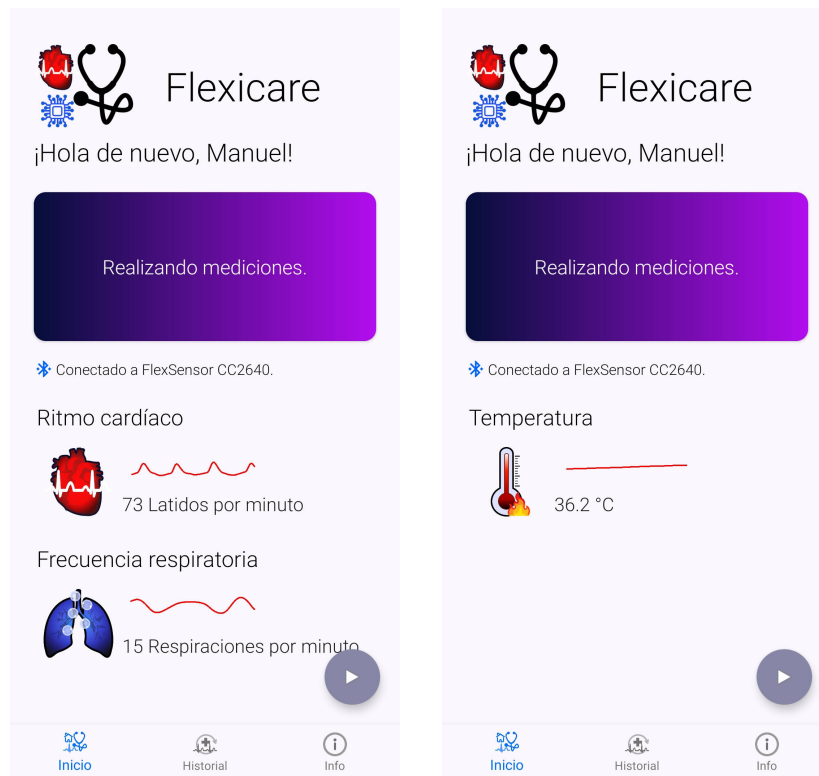 Flexicare
¡Hola de nuevo, Manuel!
Realizando mediciones.
Conectado a FlexSensor CC2640.
Ritmo cardíaco
73 Latidos por minuto
Frecuencia respiratoria
15 Respiraciones por minuto
Inicio
Historial
Info
Flexicare
¡Hola de nuevo, Manuel!
Realizando mediciones.
Conectado a FlexSensor CC2640.
Temperatura
36.2 °C
Inicio
Historial
Info